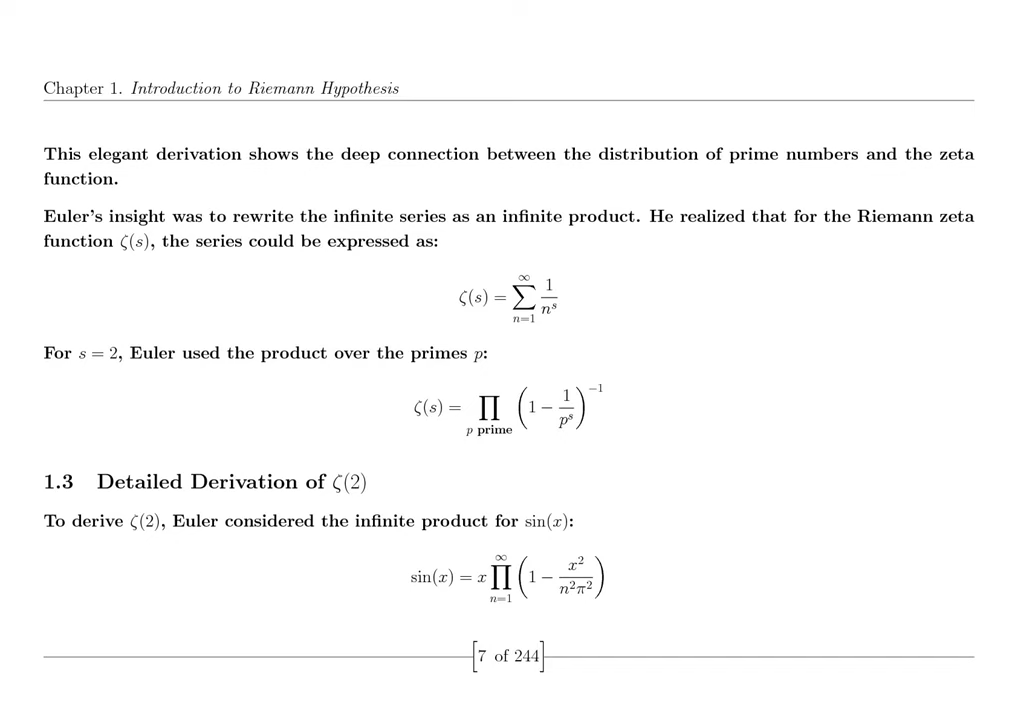 Chapter 1. Introduction to Riemann Hypothesis
This elegant derivation shows the deep connection between the distribution of prime numbers and the zeta
function.
Euler's insight was to rewrite the infinite series as an infinite product. He realized that for the Riemann zeta
function ζ(s), the series could be expressed as:
ζ(s) = ∑_{n=1}^{∞} 1/n^s
For s = 2, Euler used the product over the primes p:
ζ(s) = ∏_{p prime} (1 − 1/p^s)^{−1}
1.3 Detailed Derivation of ζ(2)
To derive ζ(2), Euler considered the infinite product for sin(x):
sin(x) = x ∏_{n=1}^{∞} (1 − x^2/(n^2π^2))
[7 of 244]